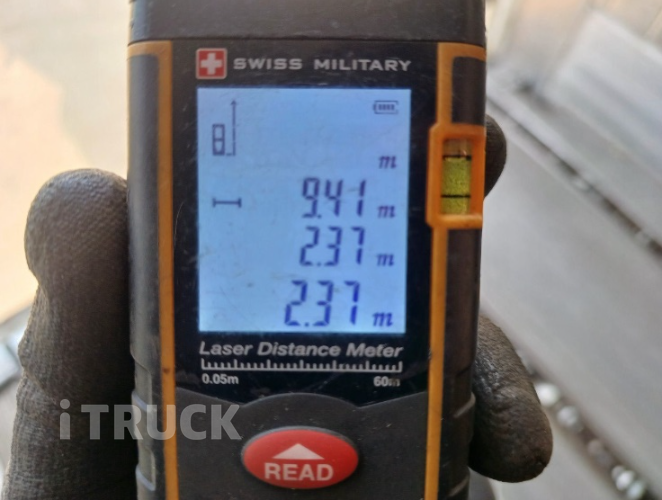 SWISS MILITARY
m
9.41 m
2.37 m
2.37 m
Laser Distance Meter
0.05m 60m
iTRUCK
READ